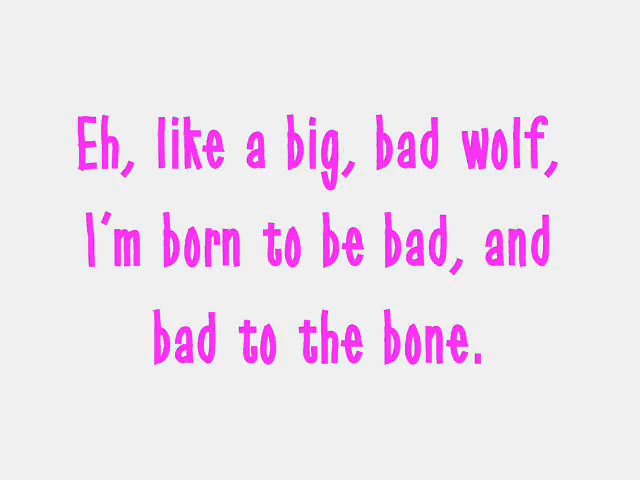 Eh, like a big, bad wolf,
I'm born to be bad, and
bad to the bone.